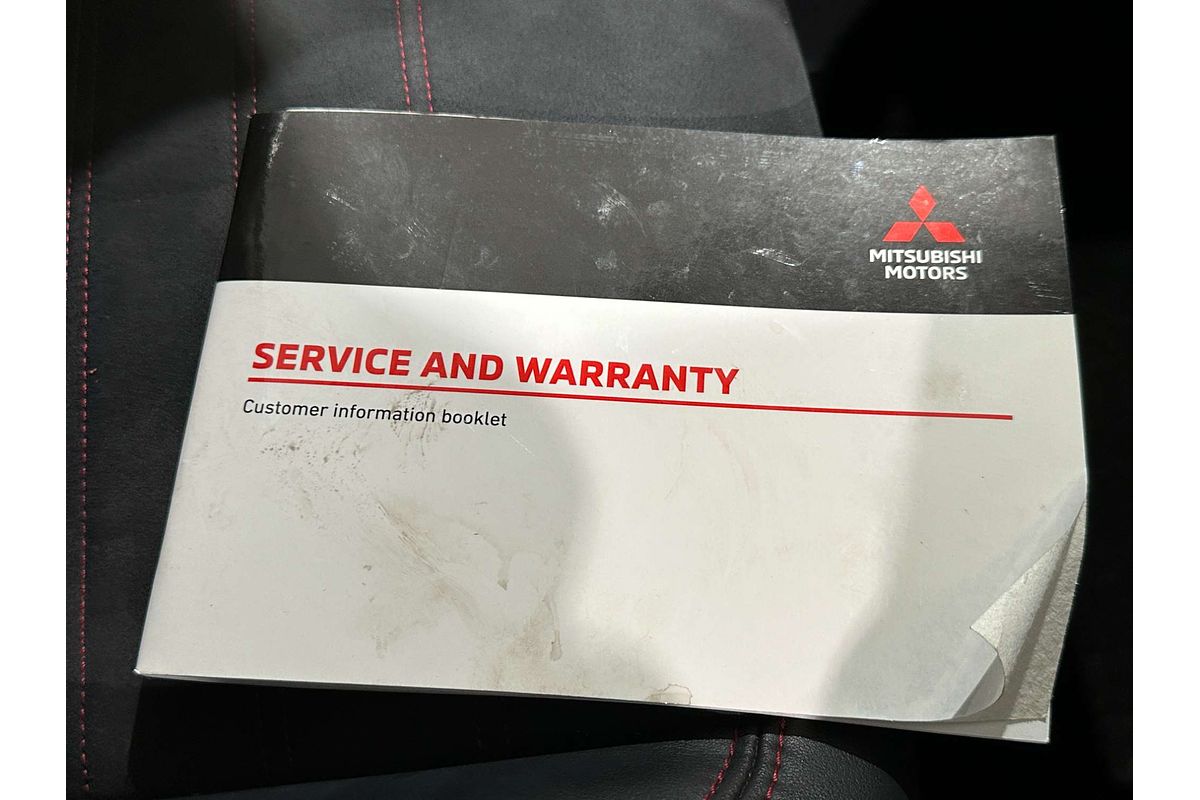 MITSUBISHI
MOTORS
SERVICE AND WARRANTY
Customer information booklet